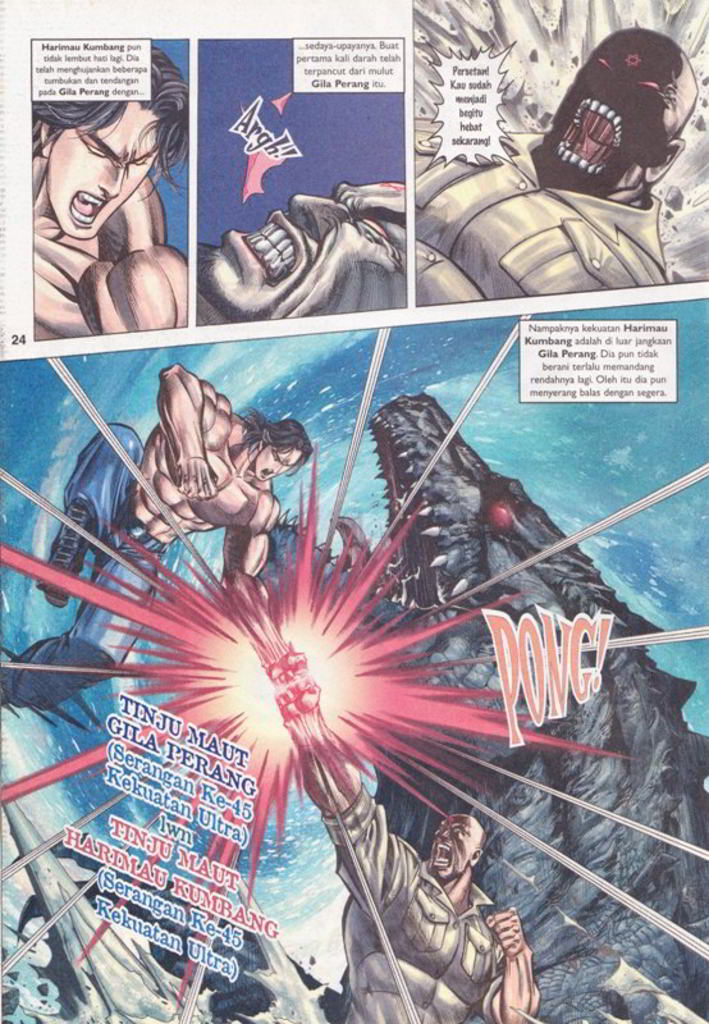 Harimau Kumbang pun
tidak lembut hati lagi. Dia
telah menghujankan beberapa
tumbukan dan tendangan
pada Gila Perang dengan...
...sedaya-upayanya. Buat
pertama kali darah telah
terpancut dari mulut
Gila Perang itu.
Argh!
Persetan!
Kau sudah
menjadi
begitu
hebat
sekarang!
24
Nampaknya kekuatan Harimau
Kumbang adalah di luar jangkaan
Gila Perang. Dia pun tidak
berani terlalu memandang
rendahnya lagi. Oleh itu dia pun
menyerang balas dengan segera.
PONG!
TINJU MAUT
GILA PERANG
(Serangan Ke-45
Kekuatan Ultra)
lwn
TINJU MAUT
HARIMAU KUMBANG
(Serangan Ke-45
Kekuatan Ultra)